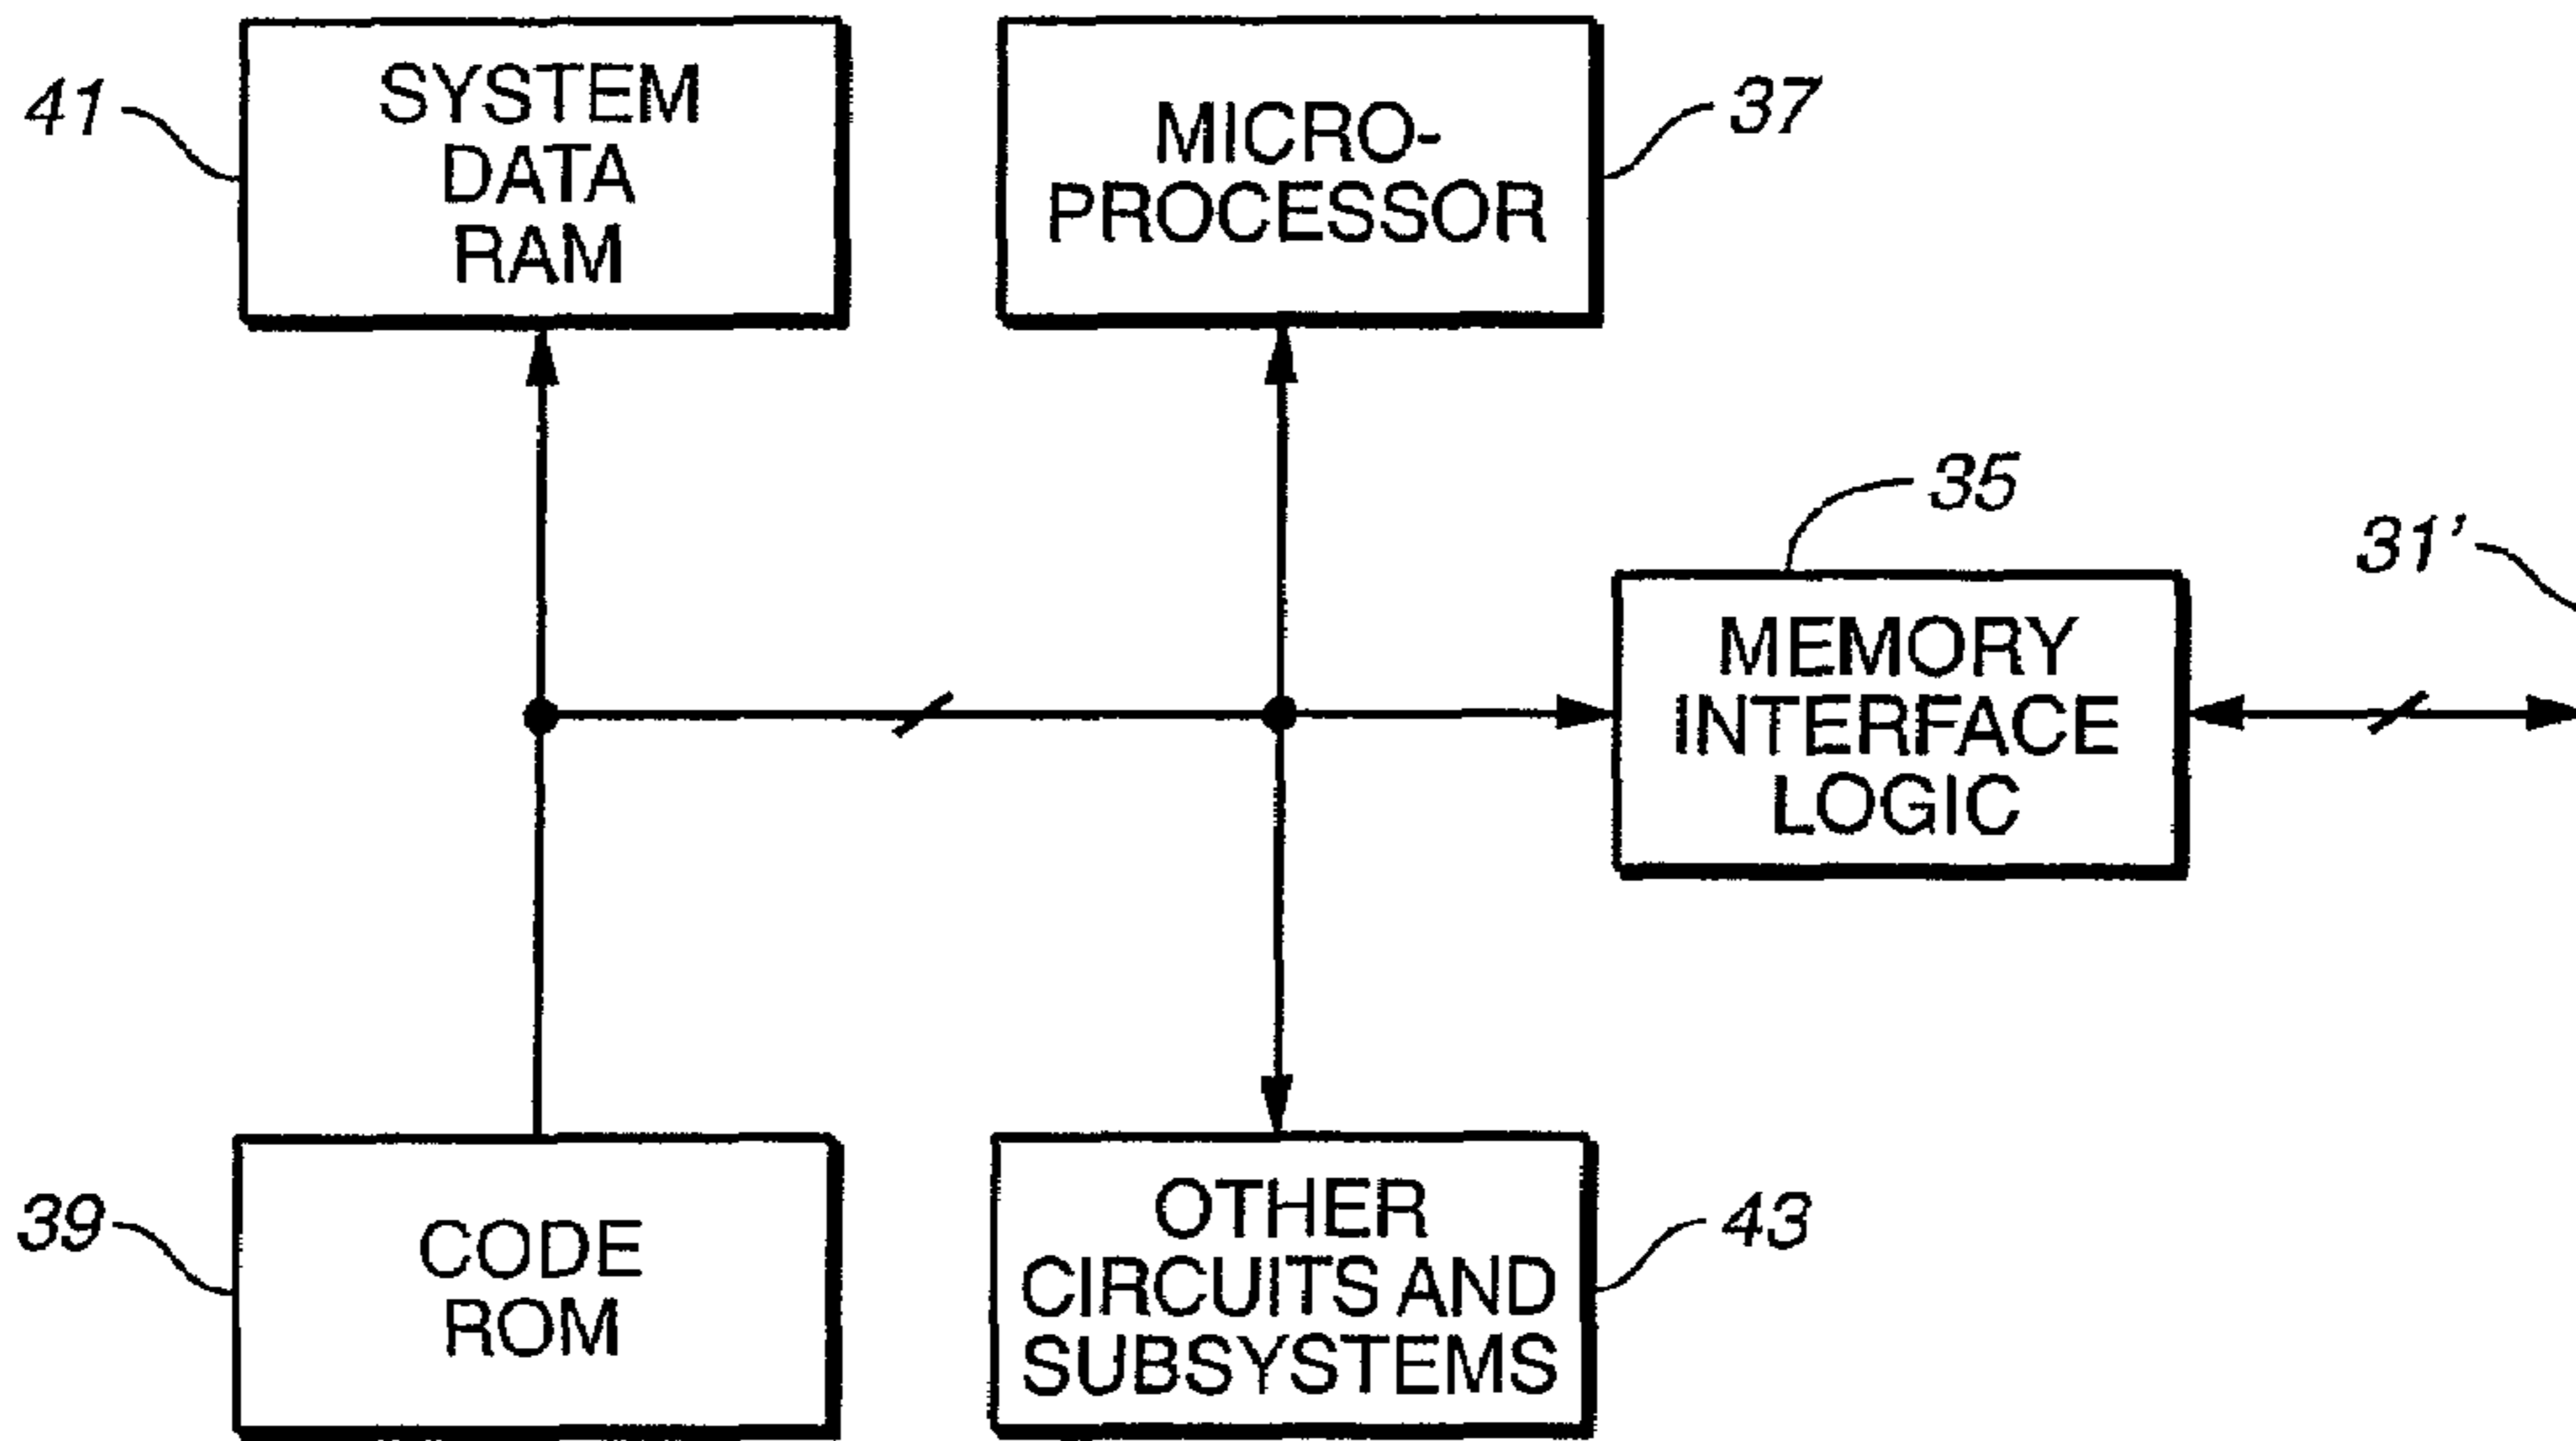 41
SYSTEM
DATA
RAM
MICRO-
PROCESSOR
37
35
31'
MEMORY
INTERFACE
LOGIC
39
CODE
ROM
OTHER
CIRCUITS AND
SUBSYSTEMS
43